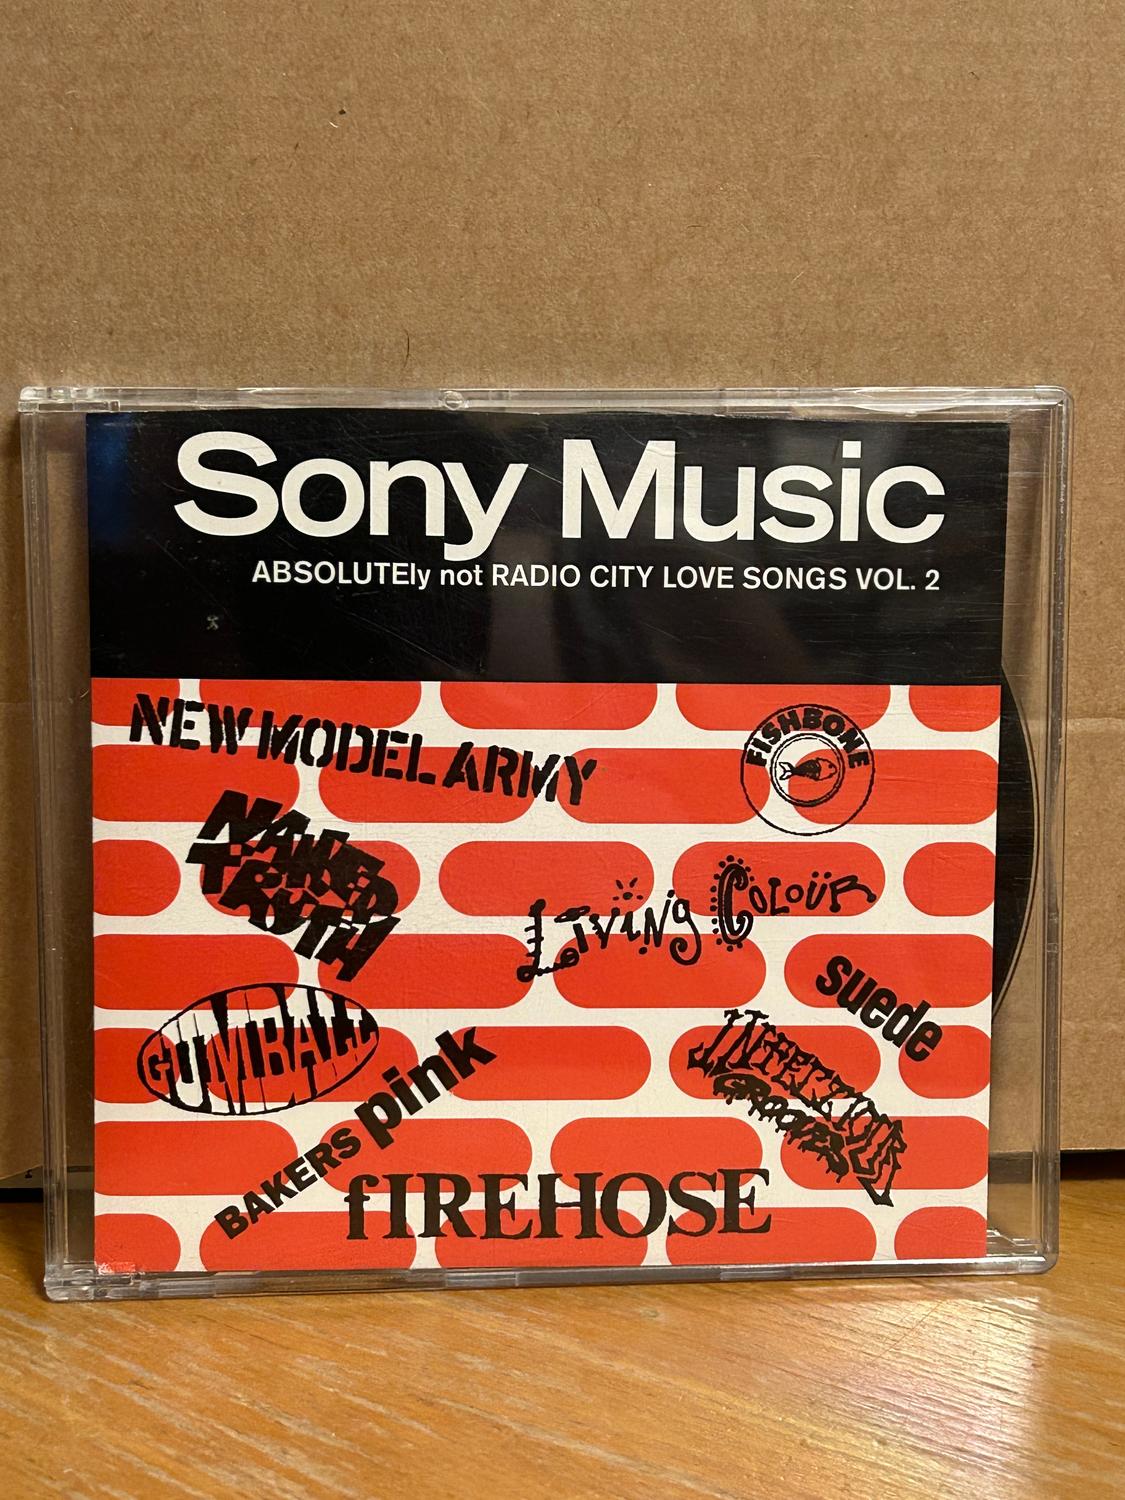 Sony Music
ABSOLUTEly not RADIO CITY LOVE SONGS VOL. 2
NEW MODEL ARMY
FISHBONE
NAKED
TRUTH
LiViNg COLOÜR
suede
GUMBALL
INFECTIOUS
GROOVES
BAKERS pink
fIREHOSE